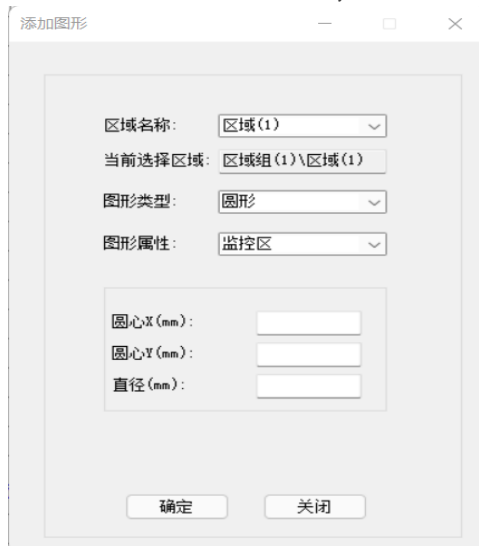 添加图形
区域名称: 区域(1)
当前选择区域: 区域组(1)\区域(1)
图形类型: 圆形
图形属性: 监控区
圆心X(mm):
圆心Y(mm):
直径(mm):
确定 关闭